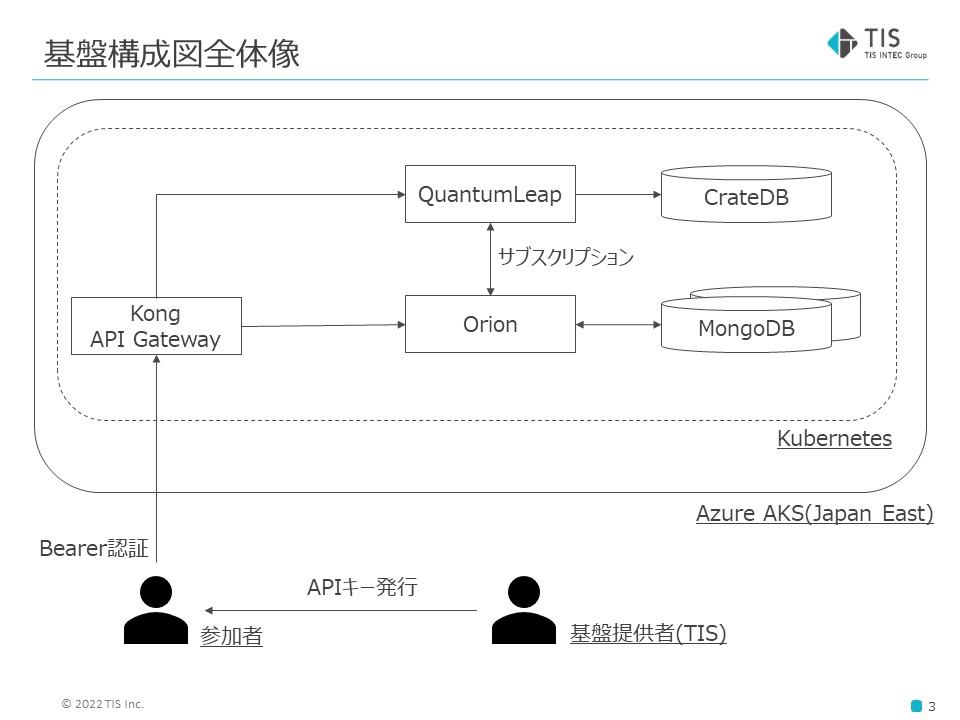 基盤構成図全体像
TIS
TIS INTEC Group
QuantumLeap
CrateDB
サブスクリプション
Kong
API Gateway
Orion
MongoDB
Kubernetes
Azure AKS(Japan East)
Bearer認証
APIキー発行
参加者
基盤提供者(TIS)
© 2022 TIS Inc.
3